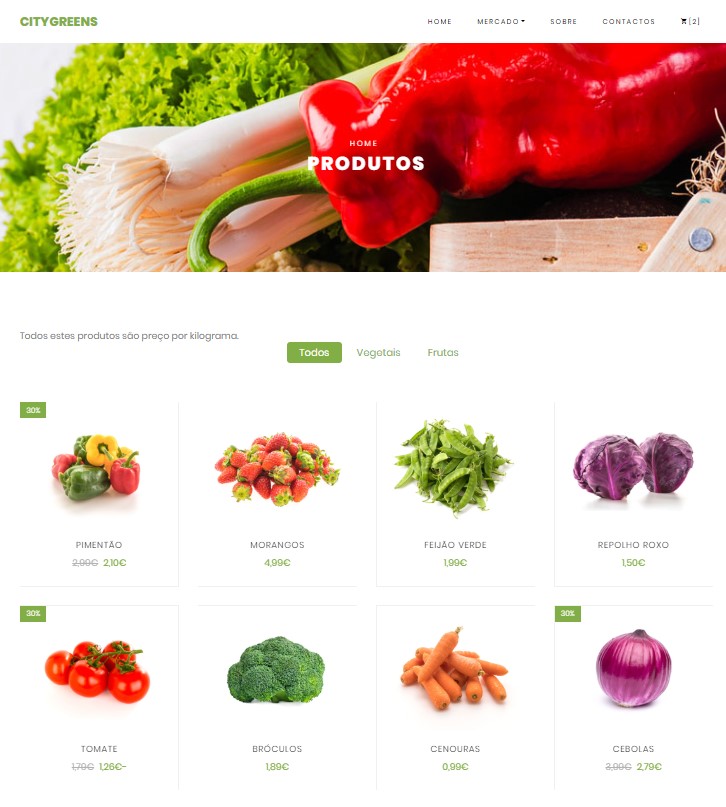 CITYGREENS
HOME MERCADO SOBRE CONTACTOS [2]
HOME
PRODUTOS
Todos estes produtos são preço por kilograma.
Todos Vegetais Frutas
30%
PIMENTÃO
2,99€ 2,10€
MORANGOS
4,99€
FEIJÃO VERDE
1,99€
REPOLHO ROXO
1,50€
30%
TOMATE
1,79€ 1,26€-
BRÓCULOS
1,89€
CENOURAS
0,99€
30%
CEBOLAS
3,99€ 2,79€